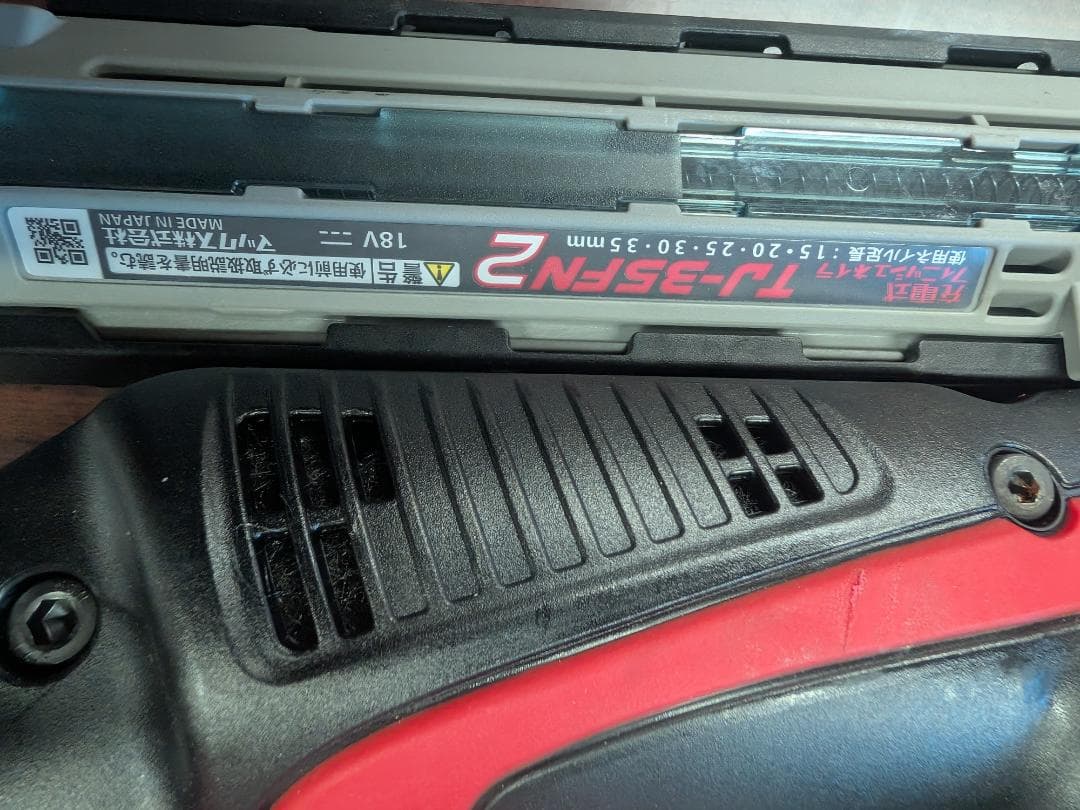 充電式
フィニッシュネイラ
TJ-35FN2
使用ネイル足長：15・20・25・30・35mm
警告
使用前に必ず取扱説明書を読む。
18V
マックス株式会社
MADE IN JAPAN